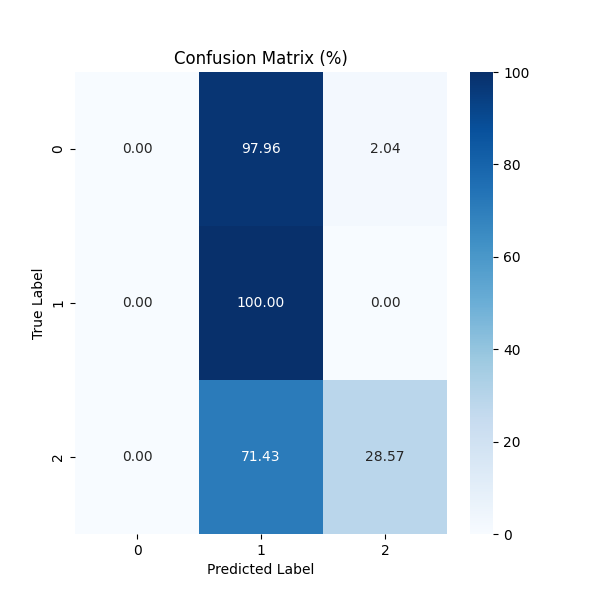 Confusion Matrix (%)
True Label
0
0.00 97.96 2.04
1
0.00 100.00 0.00
2
0.00 71.43 28.57
0 1 2
Predicted Label
100
80
60
40
20
0